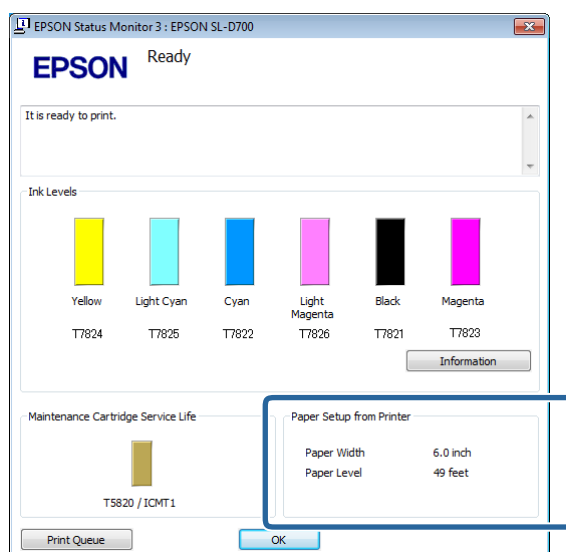 EPSON Status Monitor 3 : EPSON SL-D700
EPSON
Ready
It is ready to print.
Ink Levels
Yellow Light Cyan Cyan Light Magenta Black Magenta
T7824 T7825 T7822 T7826 T7821 T7823
Information
Maintenance Cartridge Service Life
T5820 / ICMT1
Paper Setup from Printer
Paper Width 6.0 inch
Paper Level 49 feet
Print Queue
OK